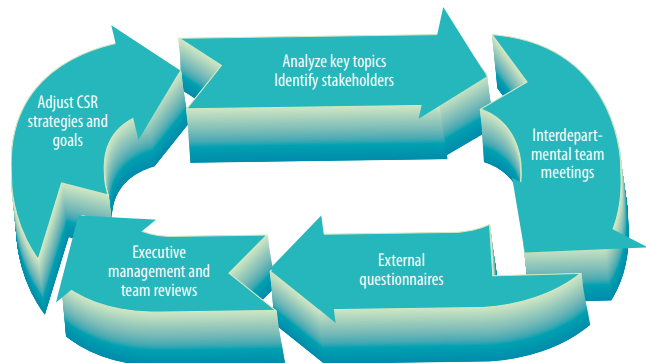 Analyze key topics
Identify stakeholders
Interdepart-
mental team
meetings
External
questionnaires
Executive
management and
team reviews
Adjust CSR
strategies and
goals